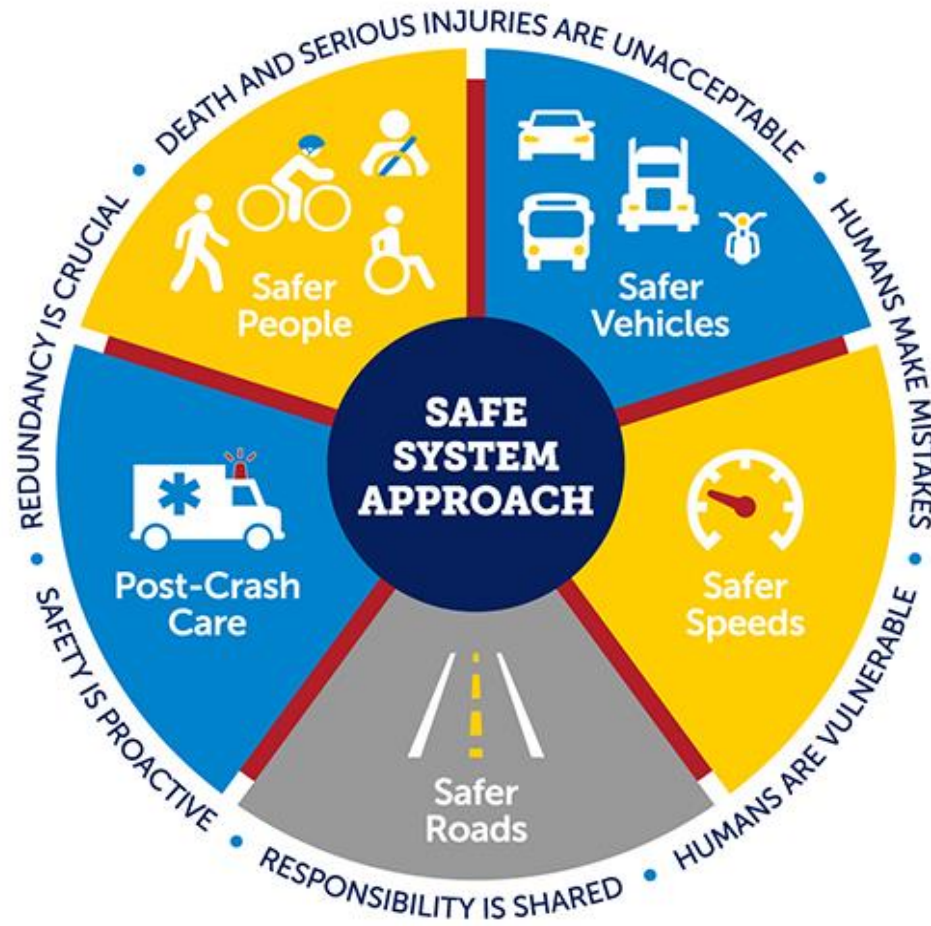 DEATH AND SERIOUS INJURIES ARE UNACCEPTABLE
HUMANS MAKE MISTAKES
HUMANS ARE VULNERABLE
RESPONSIBILITY IS SHARED
SAFETY IS PROACTIVE
REDUNDANCY IS CRUCIAL
Safer
People
Safer
Vehicles
SAFE
SYSTEM
APPROACH
Post-Crash
Care
Safer
Speeds
Safer
Roads